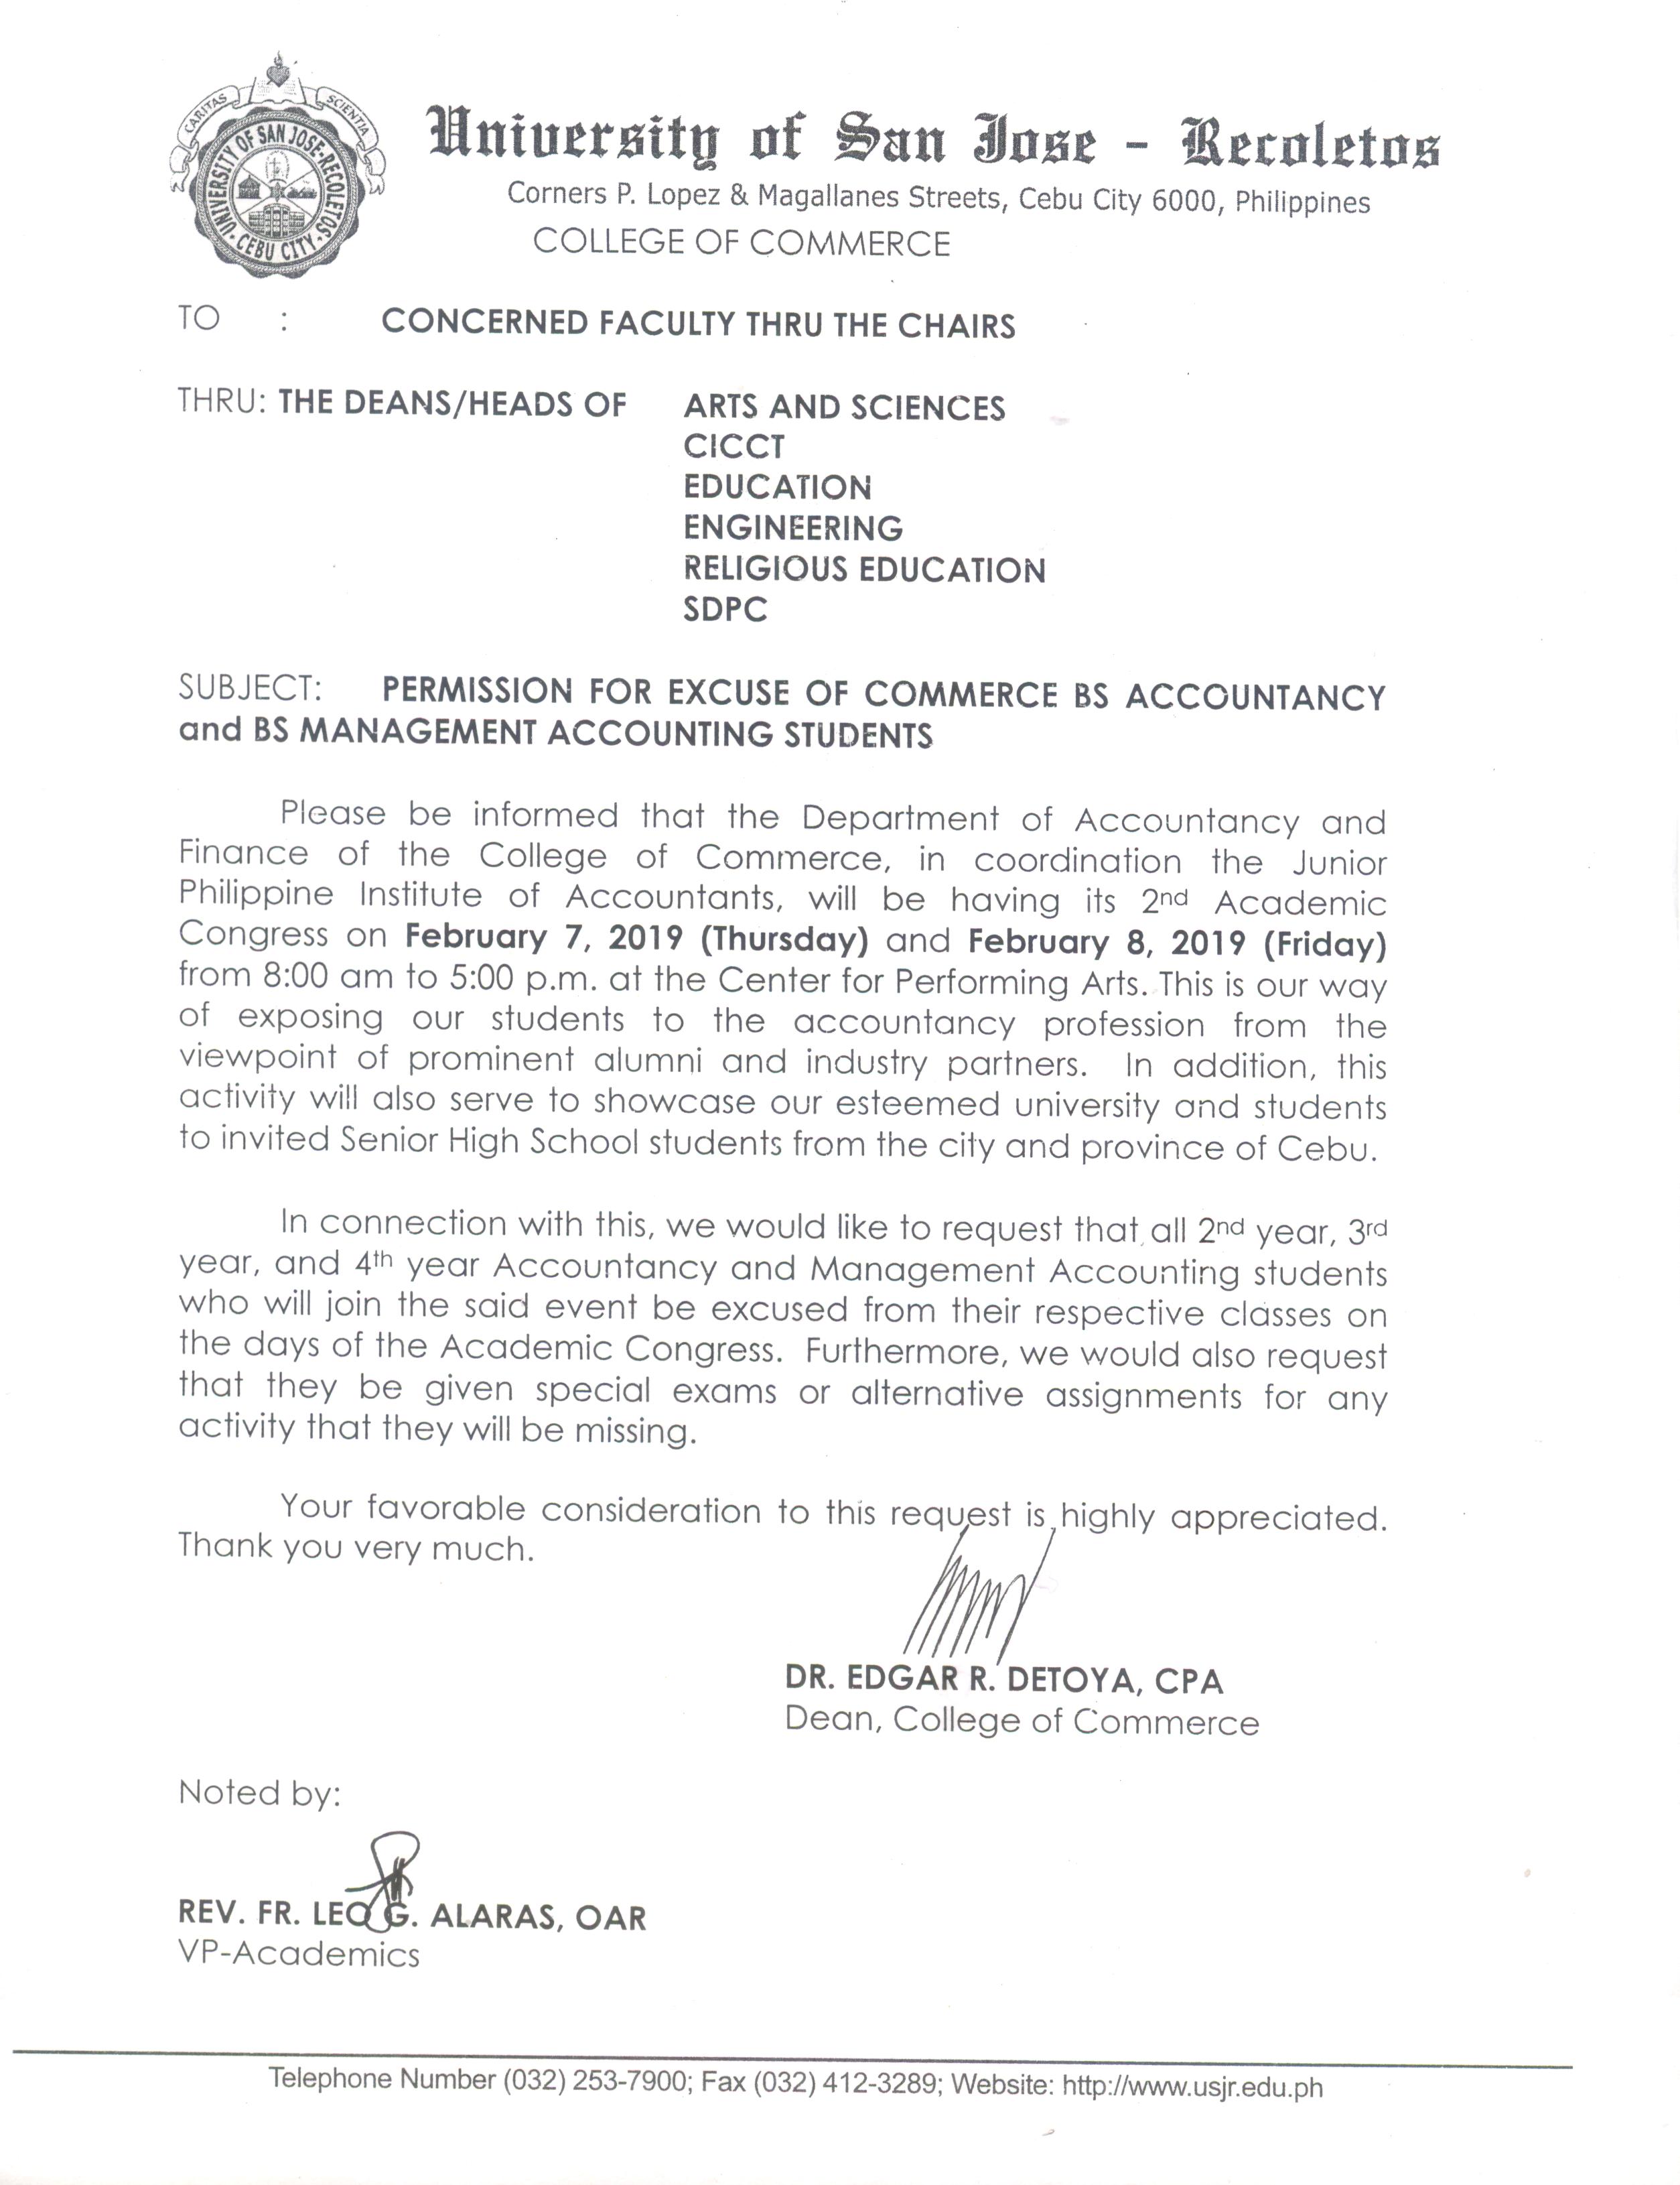 CARITAS SCIENTIA
UNIVERSITY OF SAN JOSE-RECOLETOS
· CEBU CITY ·
University of San Jose - Recoletos
Corners P. Lopez & Magallanes Streets, Cebu City 6000, Philippines
COLLEGE OF COMMERCE
TO : CONCERNED FACULTY THRU THE CHAIRS
THRU: THE DEANS/HEADS OF ARTS AND SCIENCES
CICCT
EDUCATION
ENGINEERING
RELIGIOUS EDUCATION
SDPC
SUBJECT: PERMISSION FOR EXCUSE OF COMMERCE BS ACCOUNTANCY
and BS MANAGEMENT ACCOUNTING STUDENTS
Please be informed that the Department of Accountancy and
Finance of the College of Commerce, in coordination the Junior
Philippine Institute of Accountants, will be having its 2nd Academic
Congress on February 7, 2019 (Thursday) and February 8, 2019 (Friday)
from 8:00 am to 5:00 p.m. at the Center for Performing Arts. This is our way
of exposing our students to the accountancy profession from the
viewpoint of prominent alumni and industry partners. In addition, this
activity will also serve to showcase our esteemed university and students
to invited Senior High School students from the city and province of Cebu.
In connection with this, we would like to request that all 2nd year, 3rd
year, and 4th year Accountancy and Management Accounting students
who will join the said event be excused from their respective classes on
the days of the Academic Congress. Furthermore, we would also request
that they be given special exams or alternative assignments for any
activity that they will be missing.
Your favorable consideration to this request is highly appreciated.
Thank you very much.
DR. EDGAR R. DETOYA, CPA
Dean, College of Commerce
Noted by:
REV. FR. LEO G. ALARAS, OAR
VP-Academics
Telephone Number (032) 253-7900; Fax (032) 412-3289; Website: http://www.usjr.edu.ph